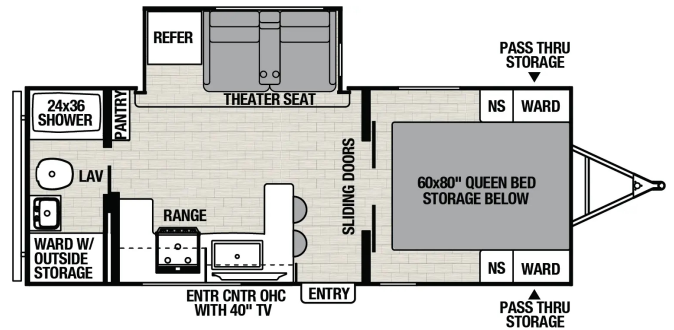 REFER
PASS THRU
STORAGE
24x36
SHOWER
PANTRY
THEATER SEAT
NS
WARD
LAV
SLIDING DOORS
60x80" QUEEN BED
STORAGE BELOW
RANGE
WARD W/
OUTSIDE
STORAGE
NS
WARD
ENTR CNTR OHC
WITH 40" TV
ENTRY
PASS THRU
STORAGE